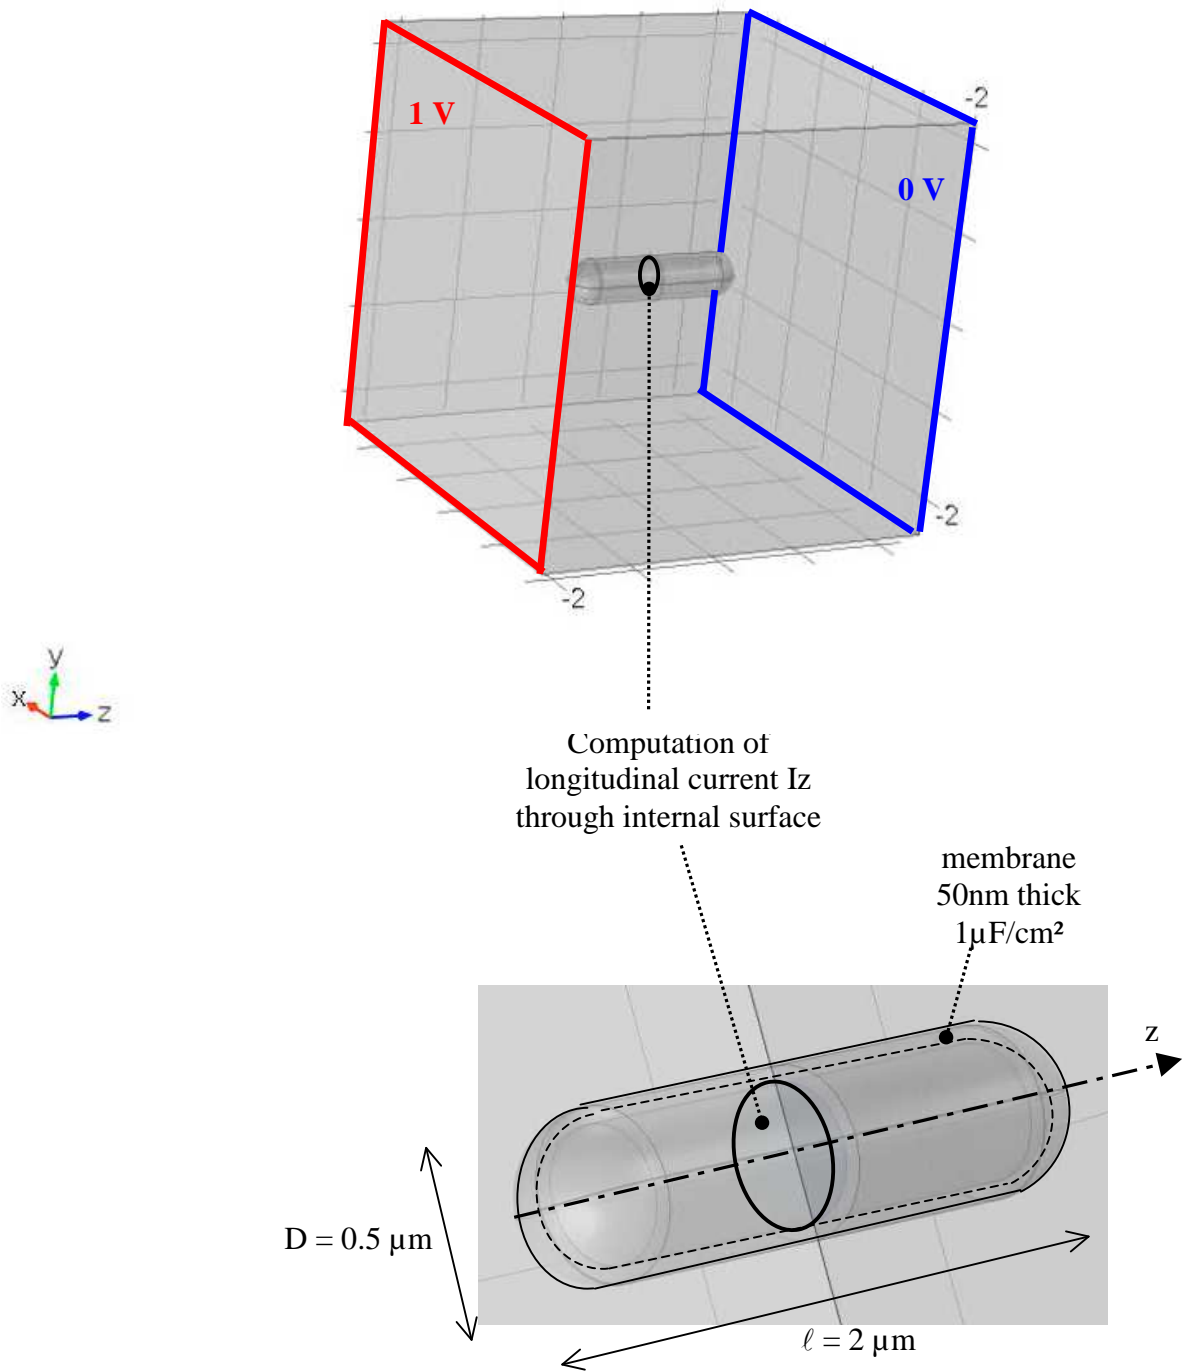 1 V
-2
0 V
-2
-2
y
x
z
Computation of
longitudinal current Iz
through internal surface
membrane
50nm thick
1µF/cm²
z
D = 0.5 µm
ℓ = 2 µm